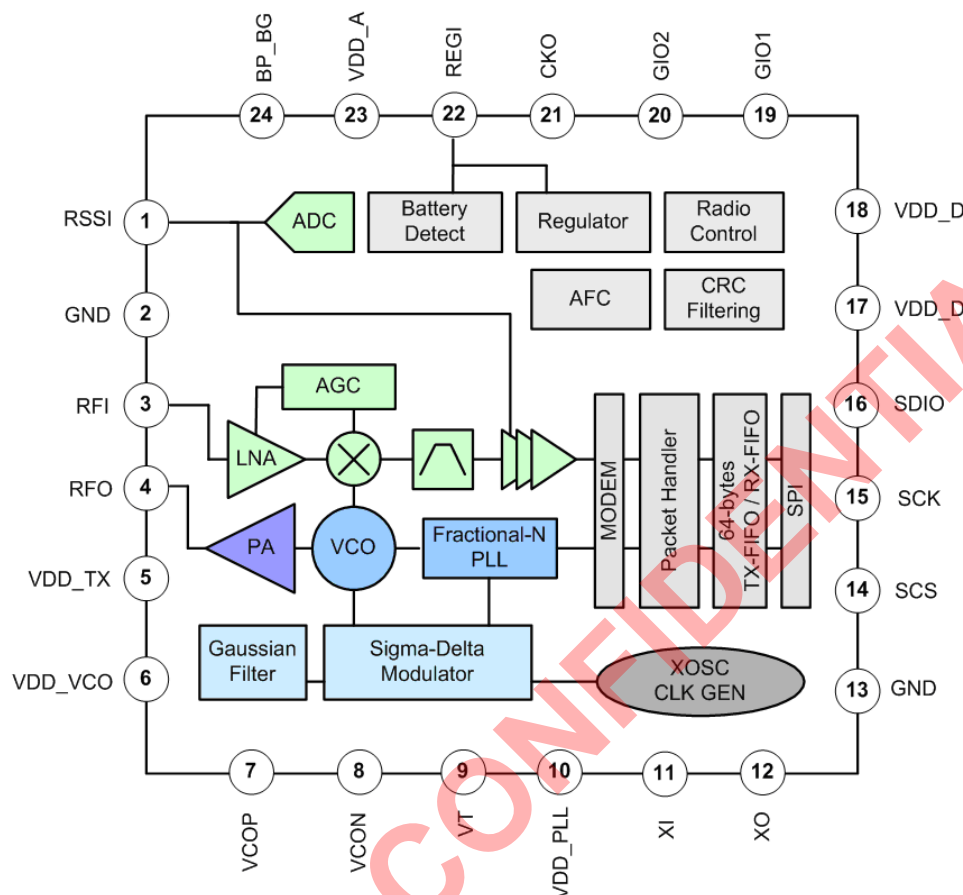 BP_BG
VDD_A
REGI
CKO
GIO2
GIO1
24
23
22
21
20
19
RSSI
1
ADC
Battery
Detect
Regulator
Radio
Control
18
VDD_D
GND
2
AFC
CRC
Filtering
17
VDD_D
RFI
3
AGC
16
SDIO
LNA
RFO
4
MODEM
Packet Handler
64-bytes
TX-FIFO / RX-FIFO
SPI
15
SCK
PA
VCO
Fractional-N
PLL
VDD_TX
5
14
SCS
VDD_VCO
6
Gaussian
Filter
Sigma-Delta
Modulator
XOSC
CLK GEN
13
GND
7
8
9
10
11
12
VCOP
VCON
VT
VDD_PLL
XI
XO
CONFIDENTIA